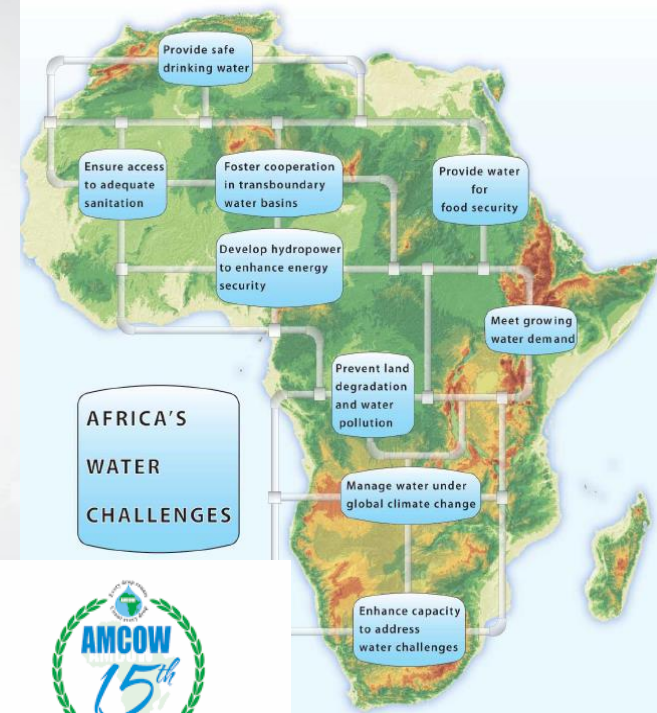 Provide safe
drinking water
Ensure access
to adequate
sanitation
Foster cooperation
in transboundary
water basins
Provide water
for
food security
Develop hydropower
to enhance energy
security
Meet growing
water demand
Prevent land
degradation
and water
pollution
AFRICA'S
WATER
CHALLENGES
Manage water under
global climate change
Enhance capacity
to address
water challenges
AMCOW
AMCOW
15th